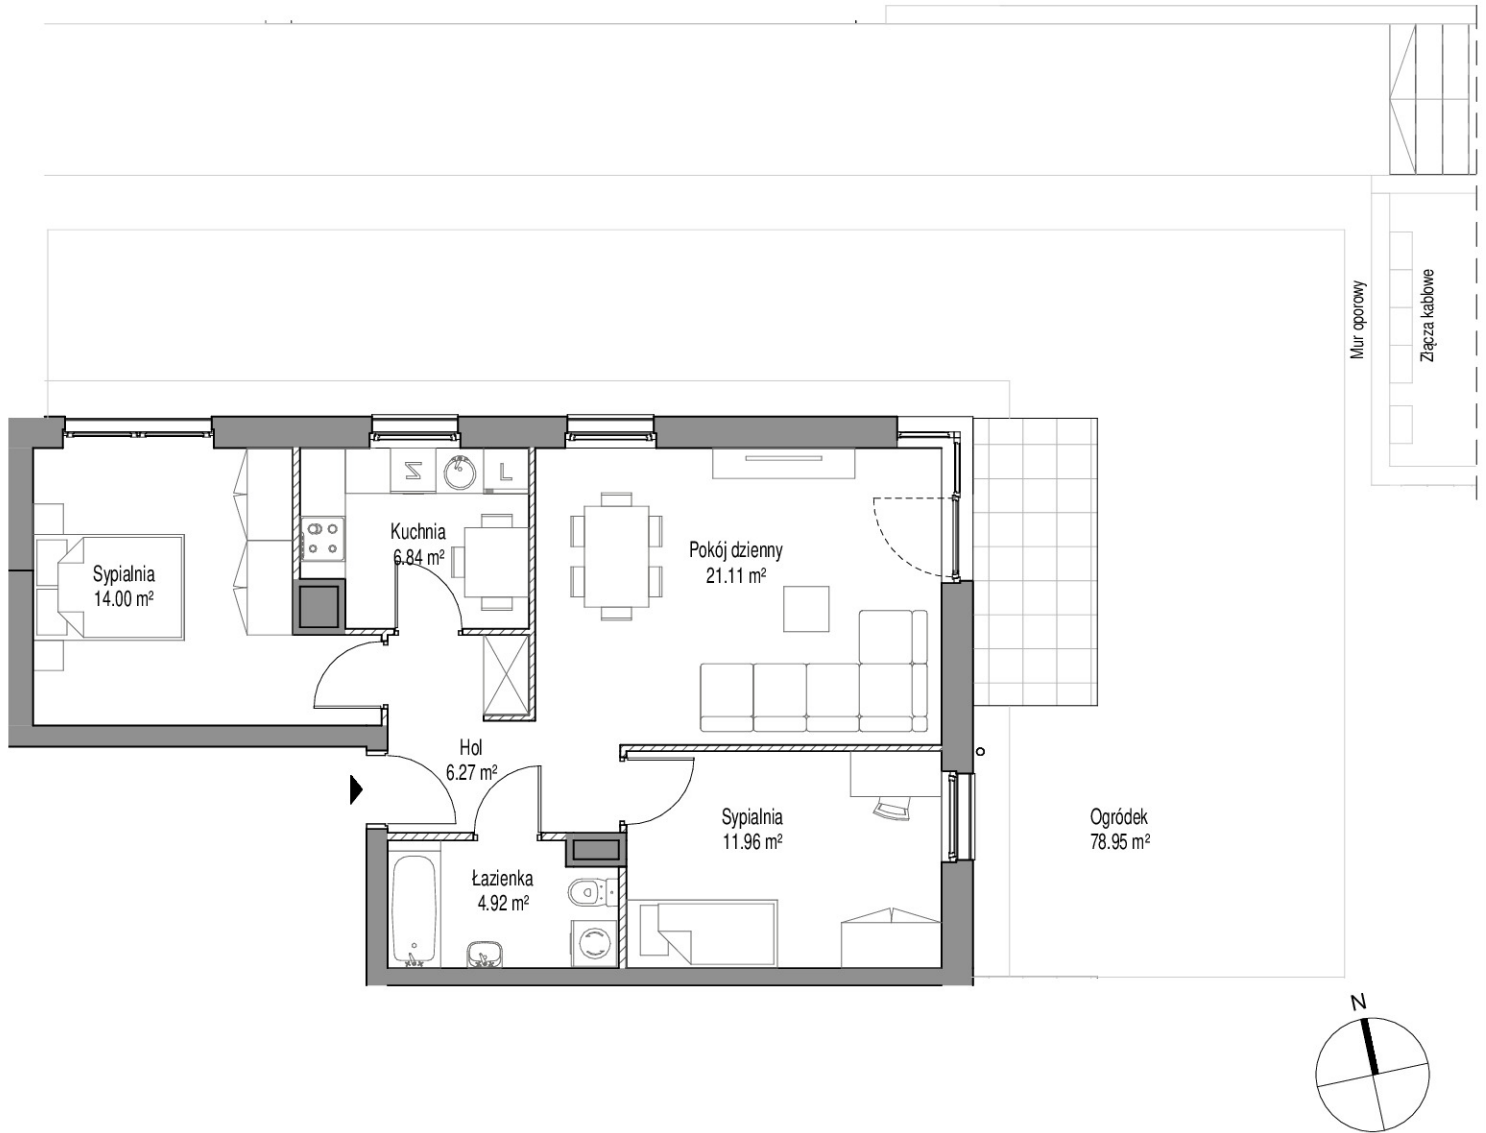 Mur oporowy
Złącza kablowe
Z
L
Kuchnia
6.84 m²
Pokój dzienny
21.11 m²
Sypialnia
14.00 m²
Hol
6.27 m²
Sypialnia
11.96 m²
Ogródek
78.95 m²
Łazienka
4.92 m²
N